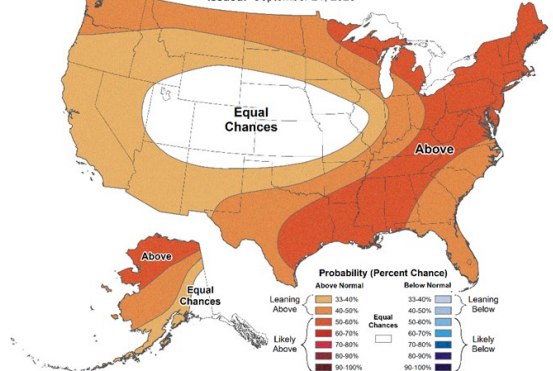 Equal
Chances
Above
Above
Equal
Chances
Probability (Percent Chance)
Above Normal
Below Normal
Leaning
Above
33-40%
40-50%
Likely
Above
50-60%
60-70%
70-80%
80-90%
90-100%
Equal
Chances
33-40%
40-50%
Leaning
Below
50-60%
60-70%
70-80%
80-90%
90-100%
Likely
Below